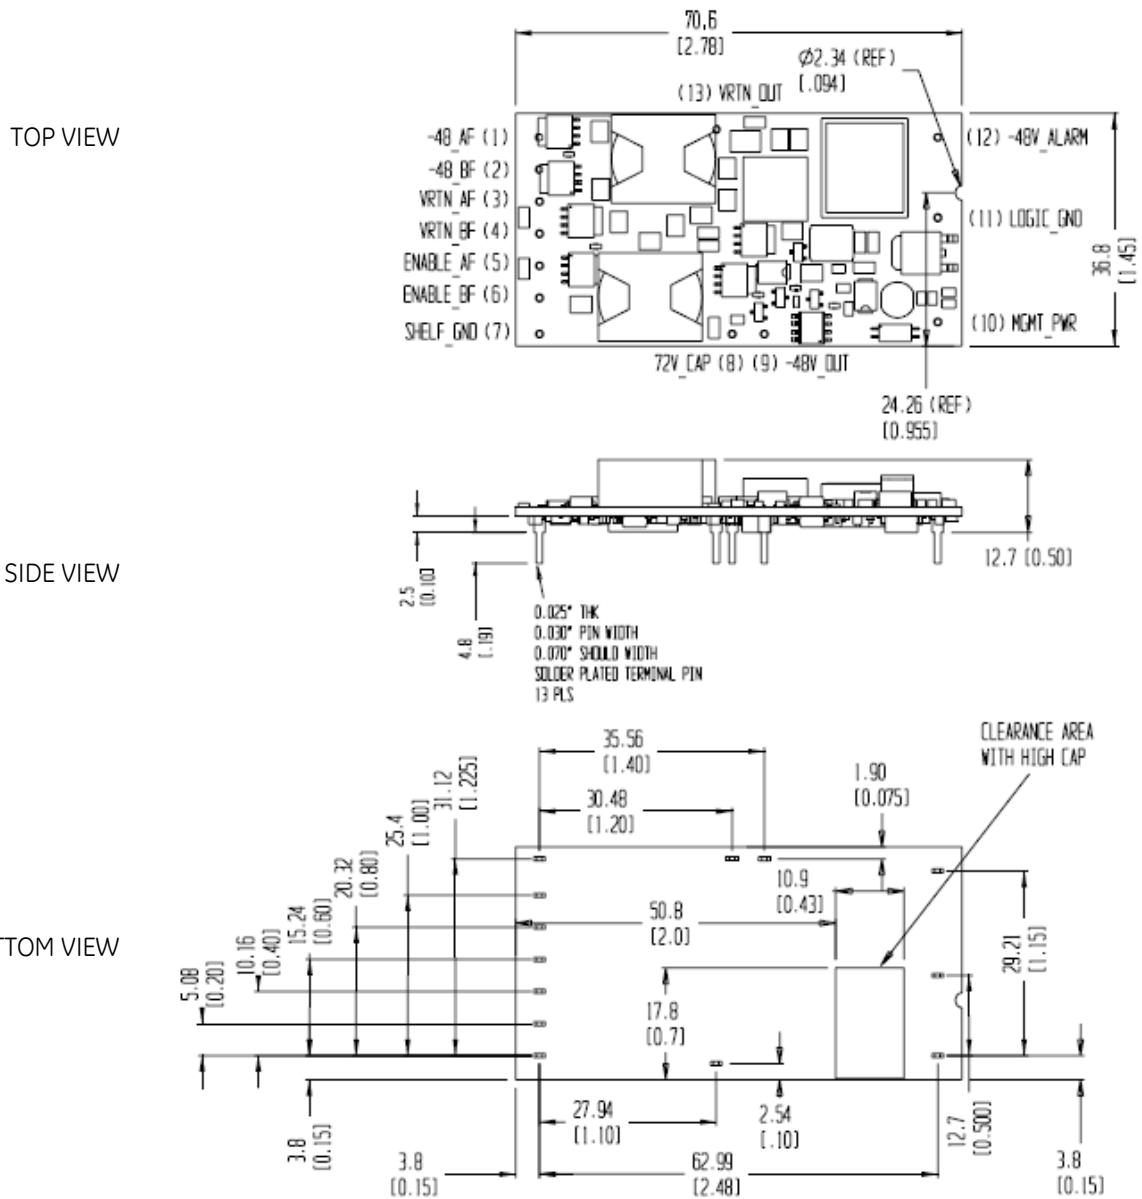 70,6
[2.78]
Ø2.34 (REF)
[.094]
(13) VRTN_OUT
TOP VIEW
-48_AF (1)
-48_BF (2)
VRTN_AF (3)
VRTN_BF (4)
ENABLE_AF (5)
ENABLE_BF (6)
SHELF_GND (7)
(12) -48V_ALARM
(11) LOGIC_GND
36.8
[1.45]
(10) MGMT_PWR
72V_CAP (8) (9) -48V_OUT
24.26 (REF)
[0.955]
SIDE VIEW
2.5
[0.10]
4.8
[.19]
12.7 [0.50]
0.025" THK
0.030" PIN WIDTH
0.070" SHOULD WIDTH
SOLDER PLATED TERMINAL PIN
13 PLS
CLEARANCE AREA
WITH HIGH CAP
35.56
[1.40]
30.48
[1.20]
1.90
[0.075]
31.12
[1.225]
25.4
[1.00]
20.32
[0.80]
15.24
[0.60]
10.16
[0.40]
5.08
[0.20]
TTOM VIEW
10.9
[0.43]
50.8
[2.0]
17.8
[0.7]
29.21
[1.15]
27.94
[1.10]
2.54
[.10]
12.7
[0.500]
3.8
[0.15]
3.8
[0.15]
62.99
[2.48]
3.8
[0.15]